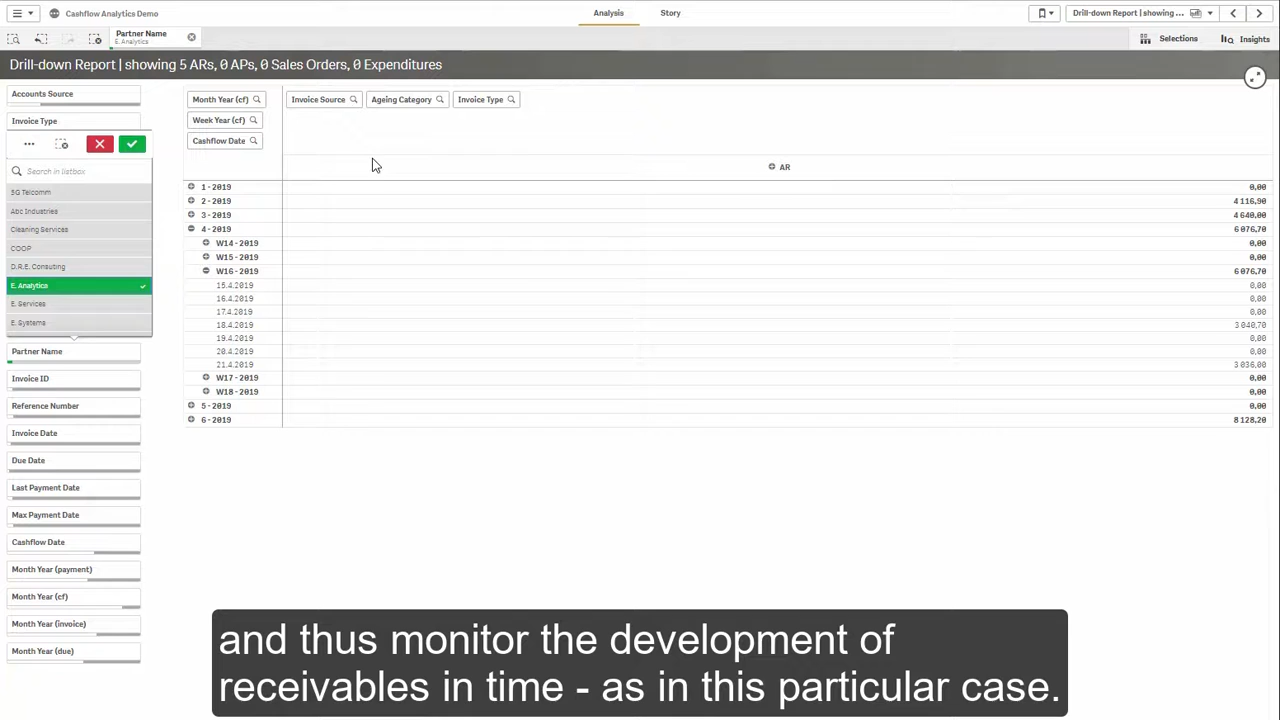 Cashflow Analytics Demo
Analysis
Story
Drill-down Report | showing ...
Partner Name
E. Analytics
Selections
Insights
Drill-down Report | showing 5 ARs, 0 APs, 0 Sales Orders, 0 Expenditures
Accounts Source
Invoice Type
Search in listbox
5G Telcomm
Abc Industries
Cleaning Services
COOP
D.R.E. Consulting
E. Analytica
E. Services
E. Systems
Partner Name
Invoice ID
Reference Number
Invoice Date
Due Date
Last Payment Date
Max Payment Date
Cashflow Date
Month Year (payment)
Month Year (cf)
Month Year (invoice)
Month Year (due)
Month Year (cf)
Invoice Source
Ageing Category
Invoice Type
Week Year (cf)
Cashflow Date
AR
1 - 2019 0,00
2 - 2019 4 116,90
3 - 2019 4 640,00
4 - 2019 6 076,70
W14 - 2019 0,00
W15 - 2019 0,00
W16 - 2019 6 076,70
15.4.2019 0,00
16.4.2019 0,00
17.4.2019 0,00
18.4.2019 3 040,70
19.4.2019 0,00
20.4.2019 0,00
21.4.2019 3 036,00
W17 - 2019 0,00
W18 - 2019 0,00
5 - 2019 0,00
6 - 2019 8 128,20
and thus monitor the development of
receivables in time - as in this particular case.